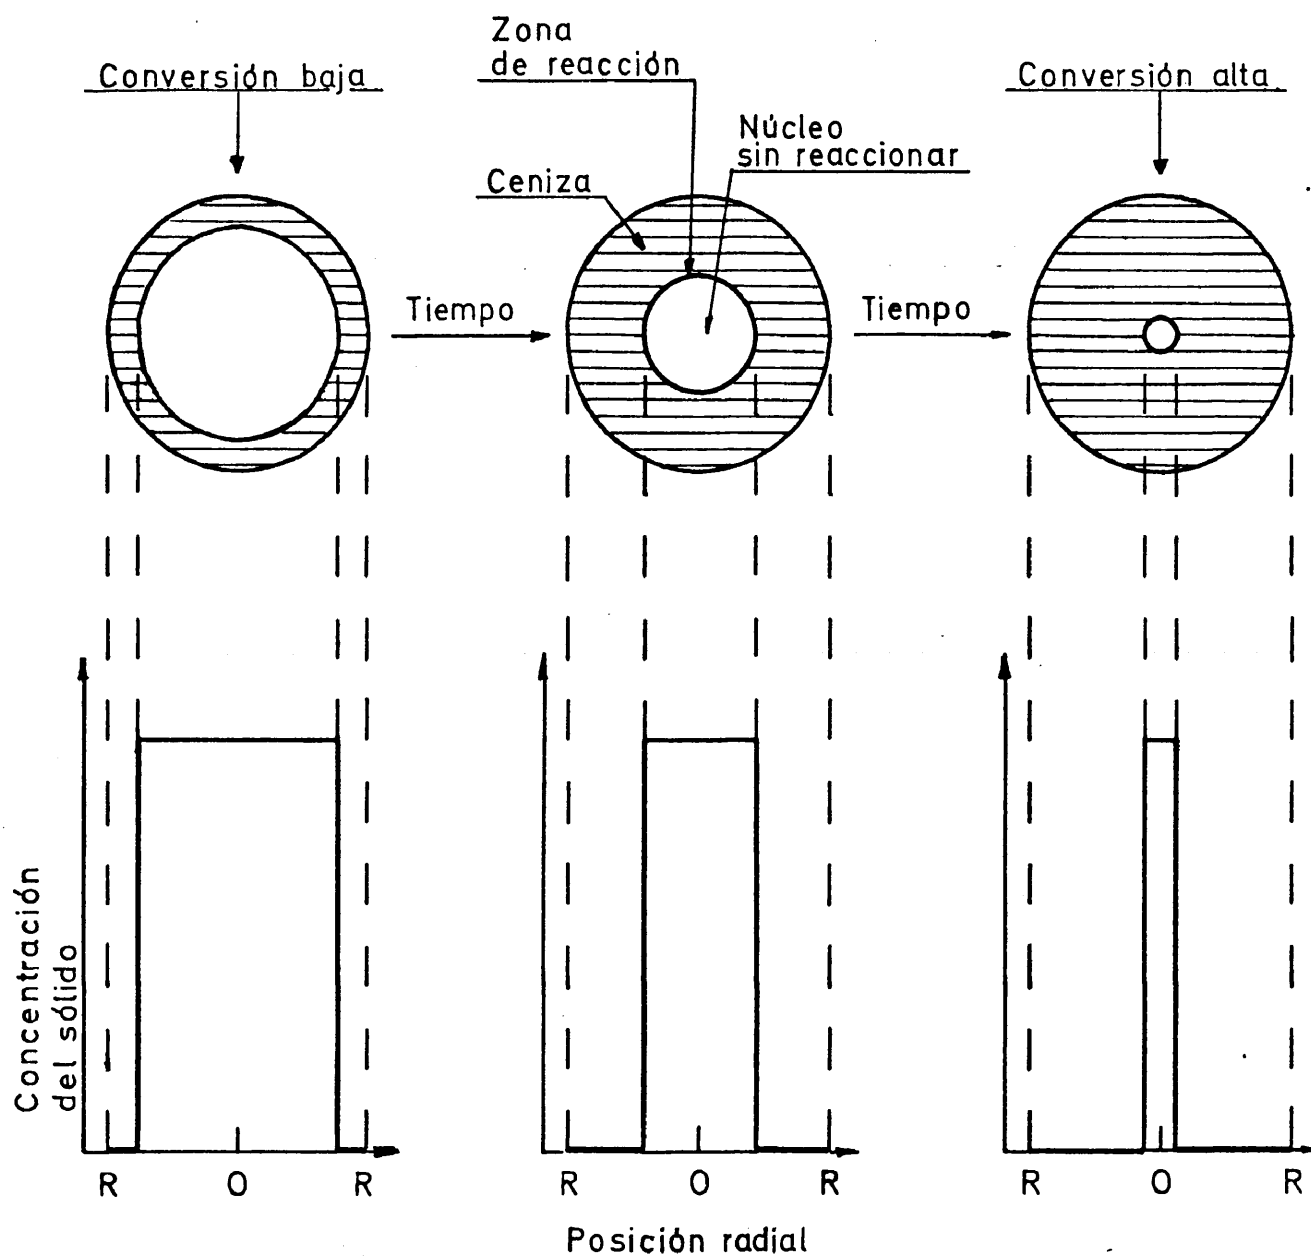 Conversión baja
Zona
de reacción
Núcleo
sin reaccionar
Ceniza
Conversión alta
Tiempo
Tiempo
Concentración
del sólido
R
O
R
R
O
R
R
O
R
Posición radial